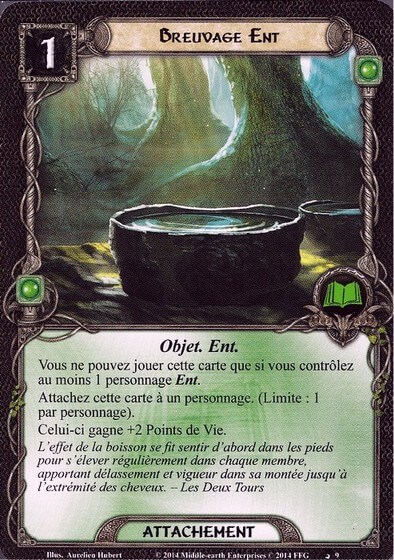 1
Breuvage Ent
Objet. Ent.
Vous ne pouvez jouer cette carte que si vous contrôlez
au moins 1 personnage Ent.
Attachez cette carte à un personnage. (Limite : 1
par personnage).
Celui-ci gagne +2 Points de Vie.
L'effet de la boisson se fit sentir d'abord dans les pieds
pour s'élever régulièrement dans chaque membre,
apportant délassement et vigueur dans sa montée jusqu'à
l'extrémité des cheveux. – Les Deux Tours
Attachement
Illus. Aurelien Hubert © 2014 Middle-earth Enterprises © 2014 FFG 9